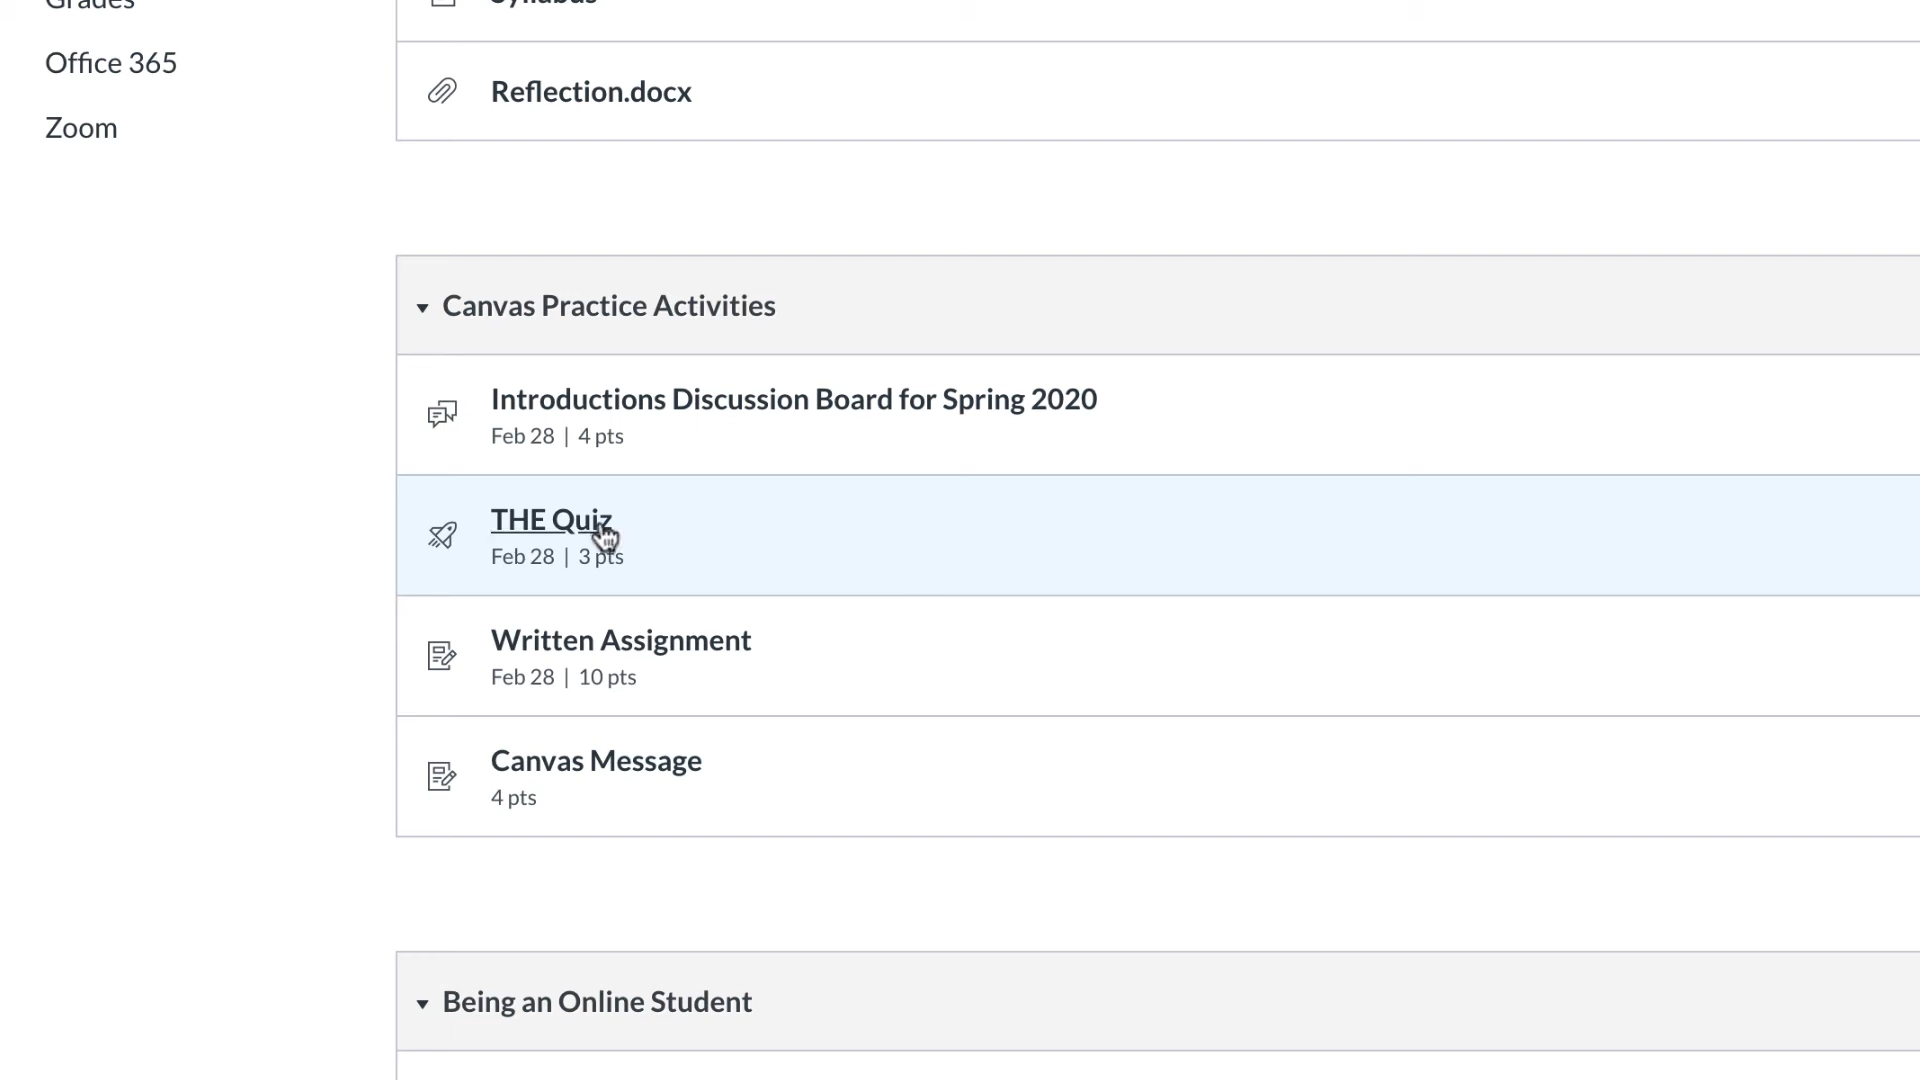 Grades
Office 365
Zoom
Syllabus
Reflection.docx
Canvas Practice Activities
Introductions Discussion Board for Spring 2020
Feb 28 | 4 pts
THE Quiz
Feb 28 | 3 pts
Written Assignment
Feb 28 | 10 pts
Canvas Message
4 pts
Being an Online Student